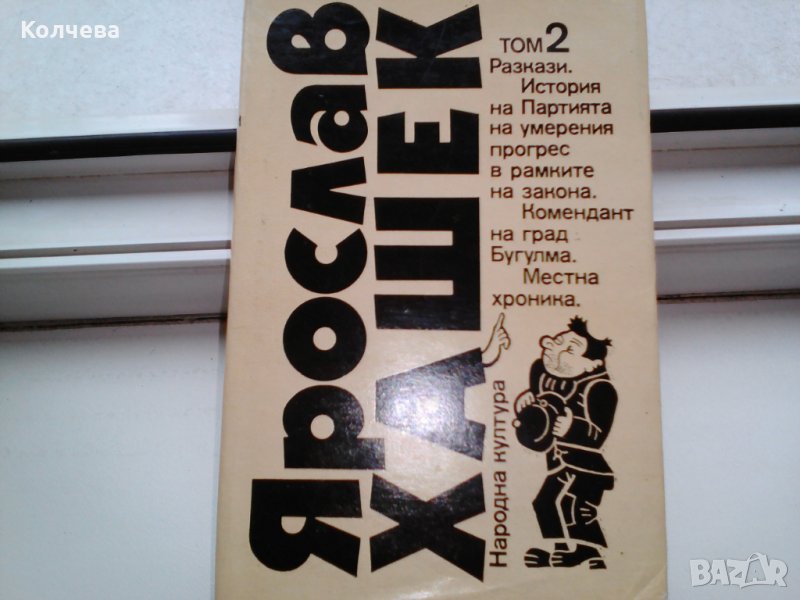 Колчева
Ярослав
ХАШЕК
ТОМ 2
Разкази.
История
на Партията
на умерения
прогрес
в рамките
на закона.
Комендант
на град
Бугулма.
Местна
хроника.
Народна култура
BAZAR